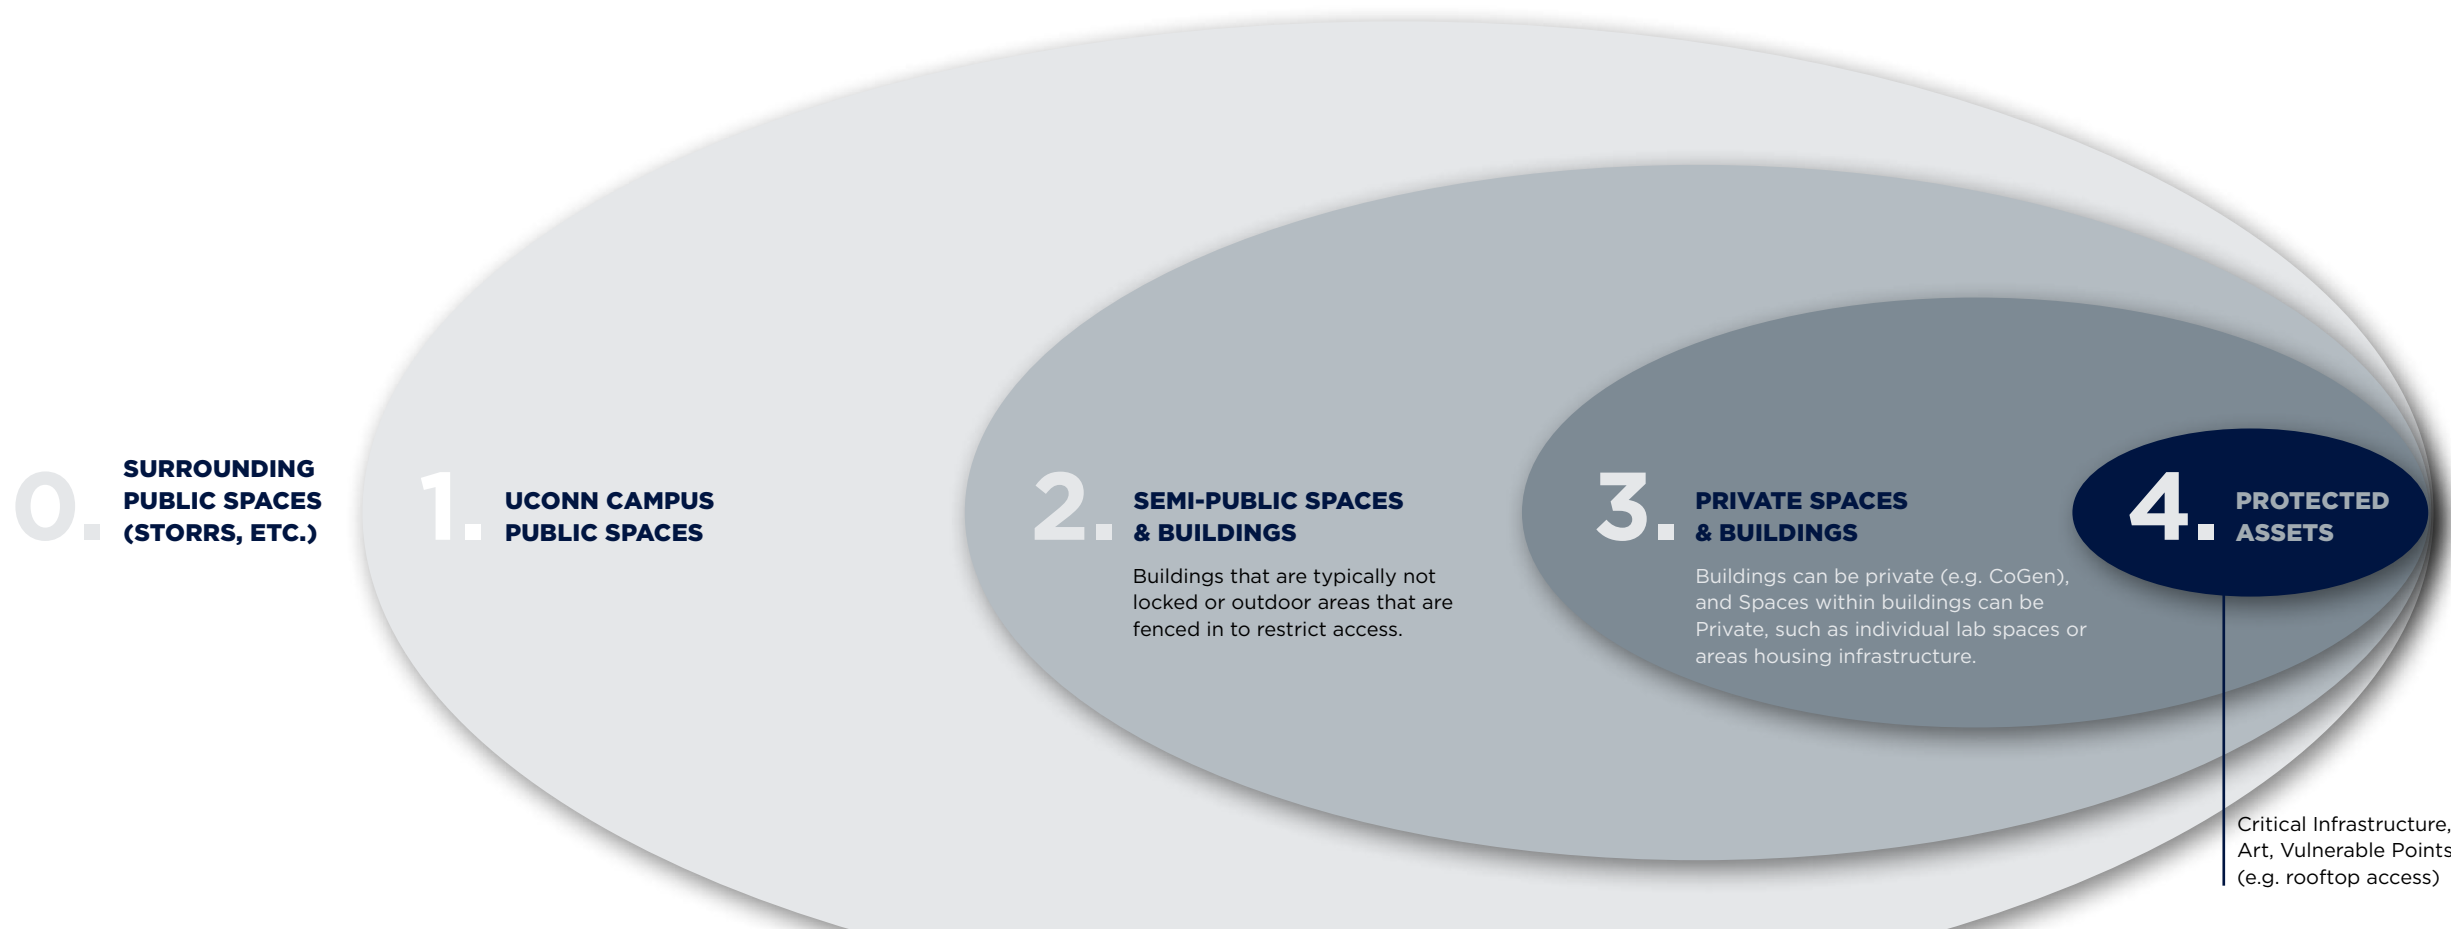 0.
SURROUNDING
PUBLIC SPACES
(STORRS, ETC.)
1.
UCONN CAMPUS
PUBLIC SPACES
2.
SEMI-PUBLIC SPACES
& BUILDINGS
Buildings that are typically not
locked or outdoor areas that are
fenced in to restrict access.
3.
PRIVATE SPACES
& BUILDINGS
Buildings can be private (e.g. CoGen),
and Spaces within buildings can be
Private, such as individual lab spaces or
areas housing infrastructure.
4.
PROTECTED
ASSETS
Critical Infrastructure,
Art, Vulnerable Points
(e.g. rooftop access)